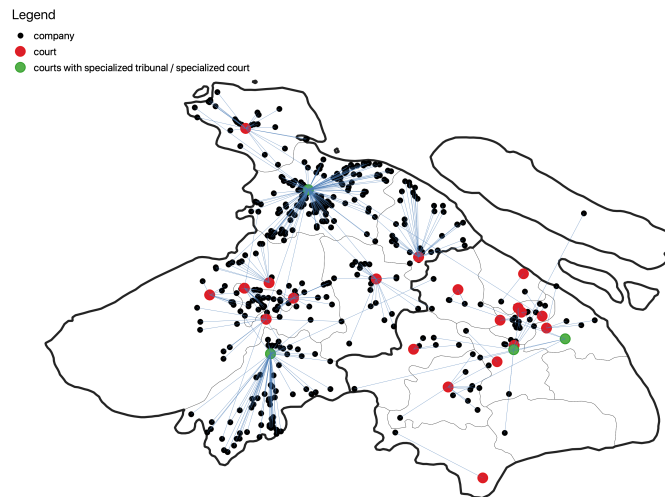 Legend
company
court
courts with specialized tribunal / specialized court